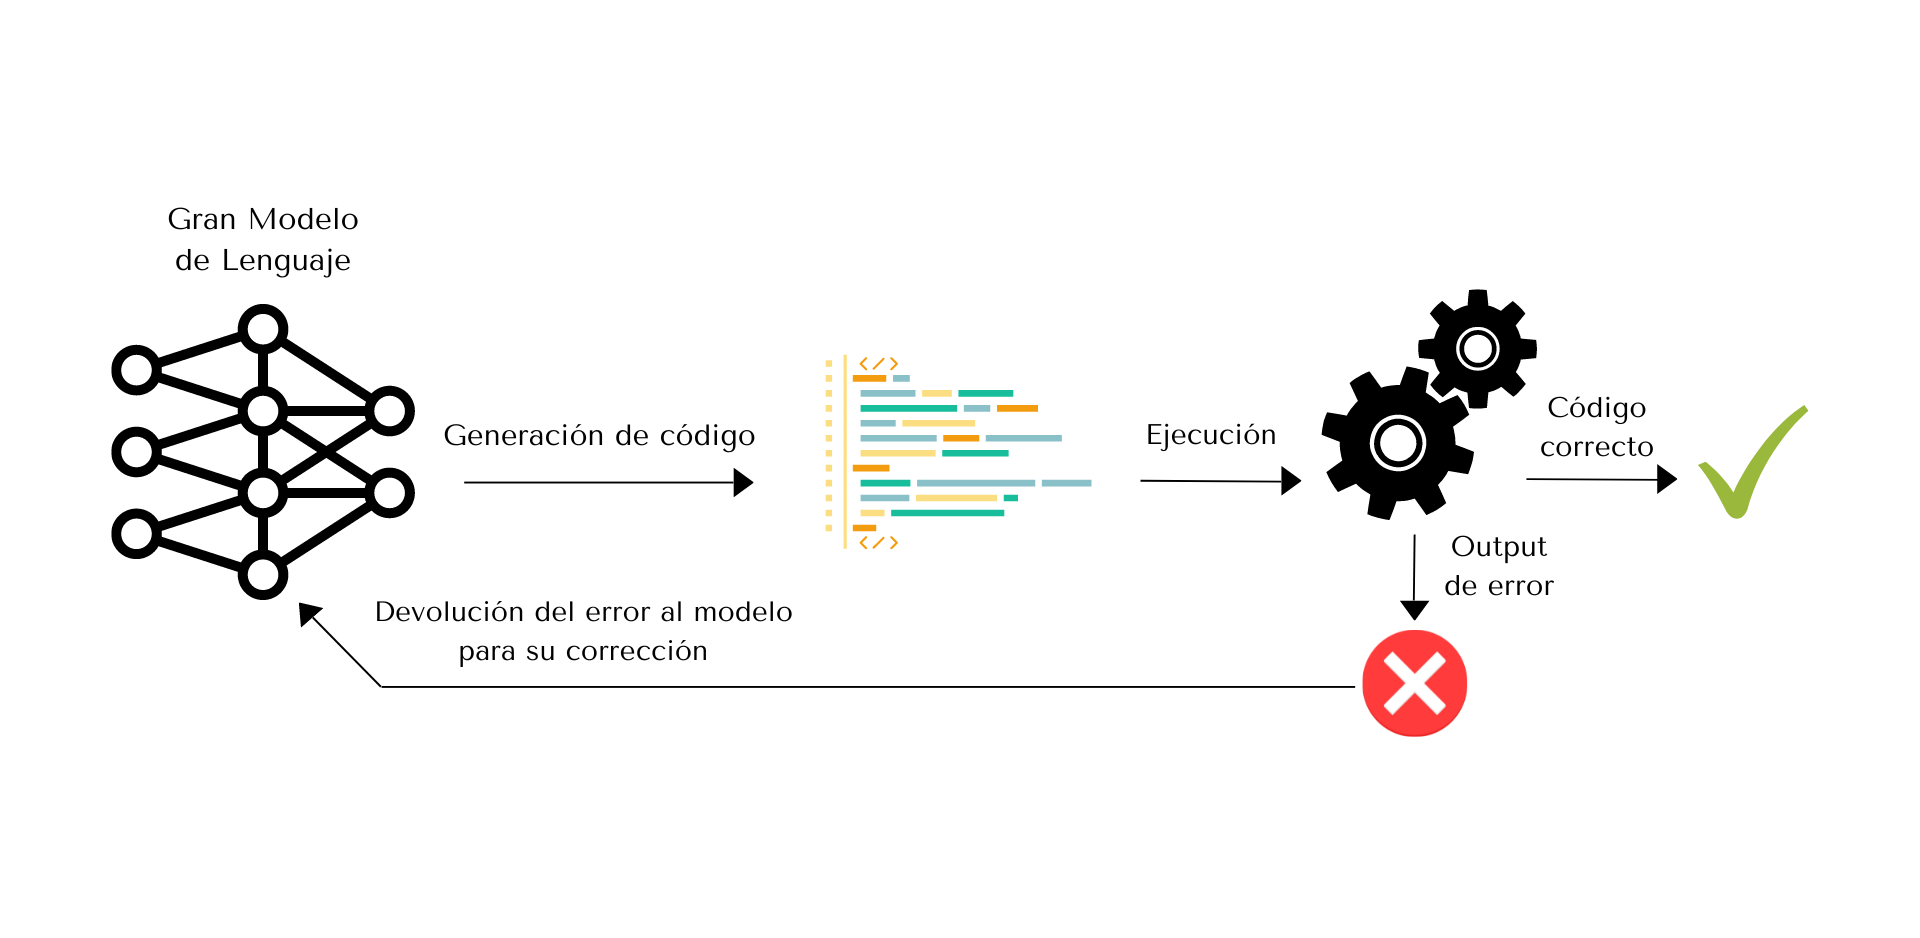 Gran Modelo
de Lenguaje
Generación de código
</>
</>
Ejecución
Código
correcto
Output
de error
Devolución del error al modelo
para su corrección